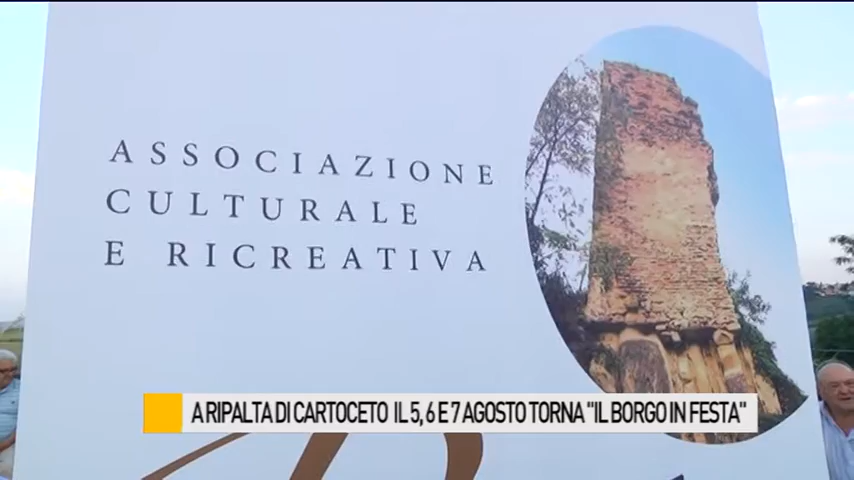 ASSOCIAZIONE
CULTURALE
E RICREATIVA
A RIPALTA DI CARTOCETO IL 5, 6 E 7 AGOSTO TORNA "IL BORGO IN FESTA"